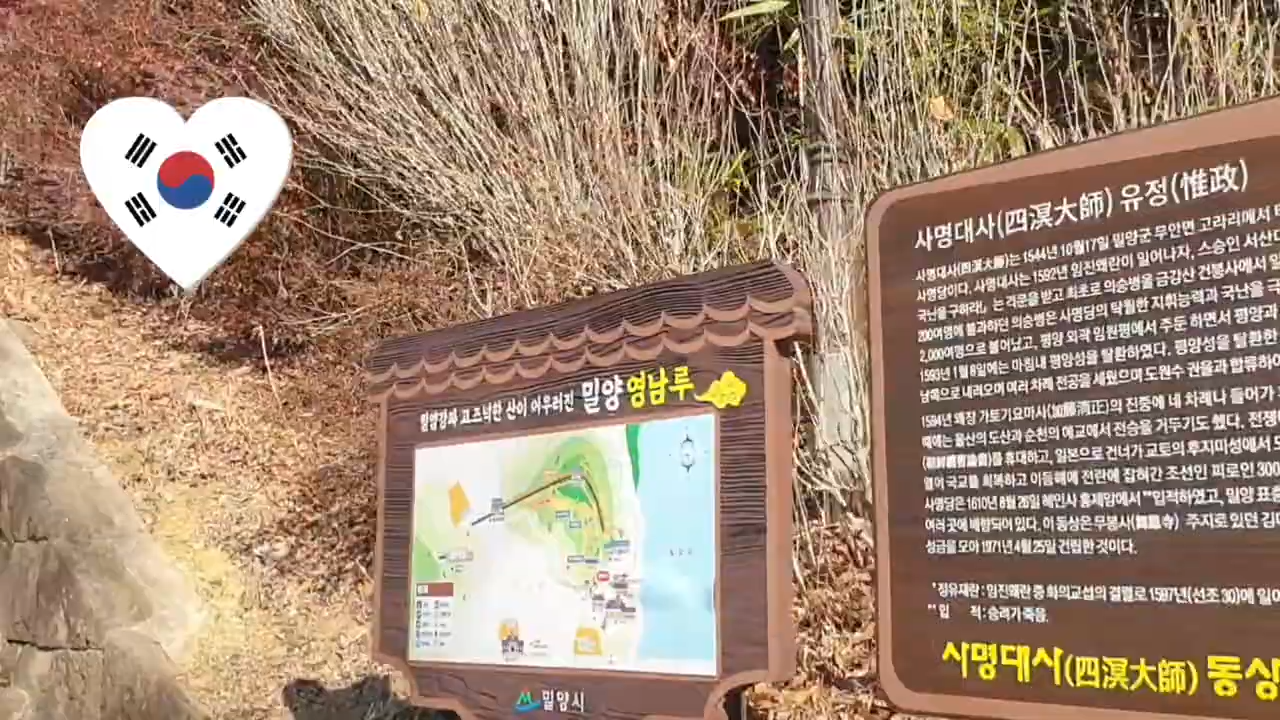 밀양강과 고즈넉한 산이 어우러진 밀양 영남루
밀양시
사명대사(四溟大師) 유정(惟政)
사명대사(四溟大師)는 1544년 10월17일 밀양군 무안면 고라리에서
사명당이다. 사명대사는 1592년 임진왜란이 일어나자, 스승인 서산대
국난을 구하라!」는 격문을 받고 최초로 의승병을 금강산 건봉사에서 일
200여명에 불과하던 의승병은 사명당의 탁월한 지휘능력과 국난을 극
2,000여명으로 불어났고, 평양 외곽 임원평에서 주둔 하면서 평양과
1593년 1월 8일에는 마침내 평양성을 탈환하였다. 평양성을 탈환한
남쪽으로 내려오며 여러차례 전공을 세웠으며 도원수 권율과 합류하여
1594년 왜장 가토기요마사(加藤清正)의 진중에 네 차례나 들어가
때에는 울산의 도산과 순천의 예교에서 전승을 거두기도 했다. 전쟁
휴대하고, 일본으로 건너가 교토의 후지미성에서
열어 국교를 회복하고 이듬해에 전란에 잡혀간 조선인 피로인 300
사명당은 1610년 8월 26일 해인사 홍제암에서 **입적하였고, 밀양 표
여러곳에 배향되어 있다. 이 동상은 무봉사(舞鳳寺) 주지로 있던 김
성금을 모아 1971년 4월 25일 건립한 것이다.
*정유재란 : 임진왜란 중 화의교섭의 결렬로 1597년(선조 30)에 일어
**입 적 : 승려가 죽음.
사명대사(四溟大師) 동상